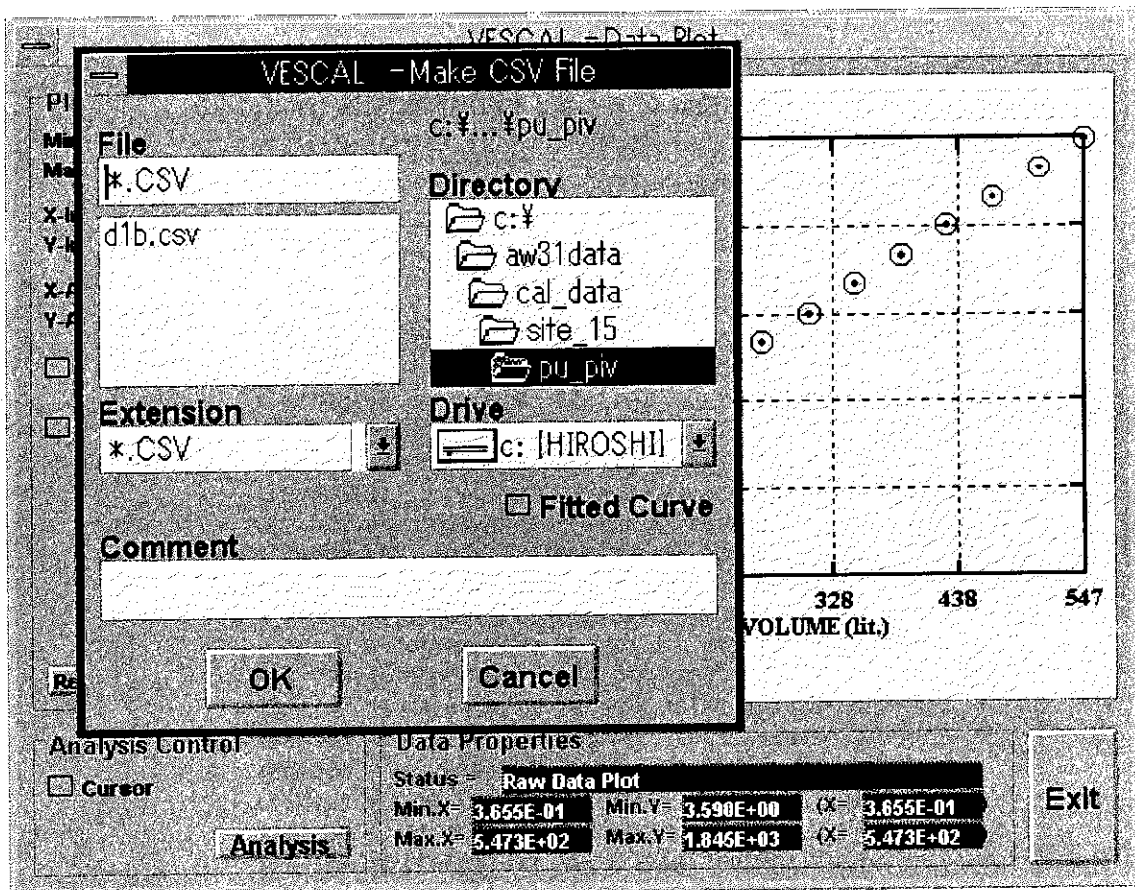 VESCAL - Data Plot
VESCAL - Make CSV File
c:¥...¥pu_piv
File
*.CSV
Directory
d1b.csv
c:¥
aw31data
cal_data
site_15
pu_piv
Extension
*.CSV
Drive
c: [HIROSHI]
Fitted Curve
Comment
OK
Cancel
328 438 547
VOLUME (lit.)
Analysis Control
Cursor
Analysis
Data Properties
Status = Raw Data Plot
Min.X= 3.655E-01 Min.Y= 3.590E+00 (X= 3.655E-01 )
Max.X= 5.473E+02 Max.Y= 1.845E+03 (X= 5.473E+02 )
Exit